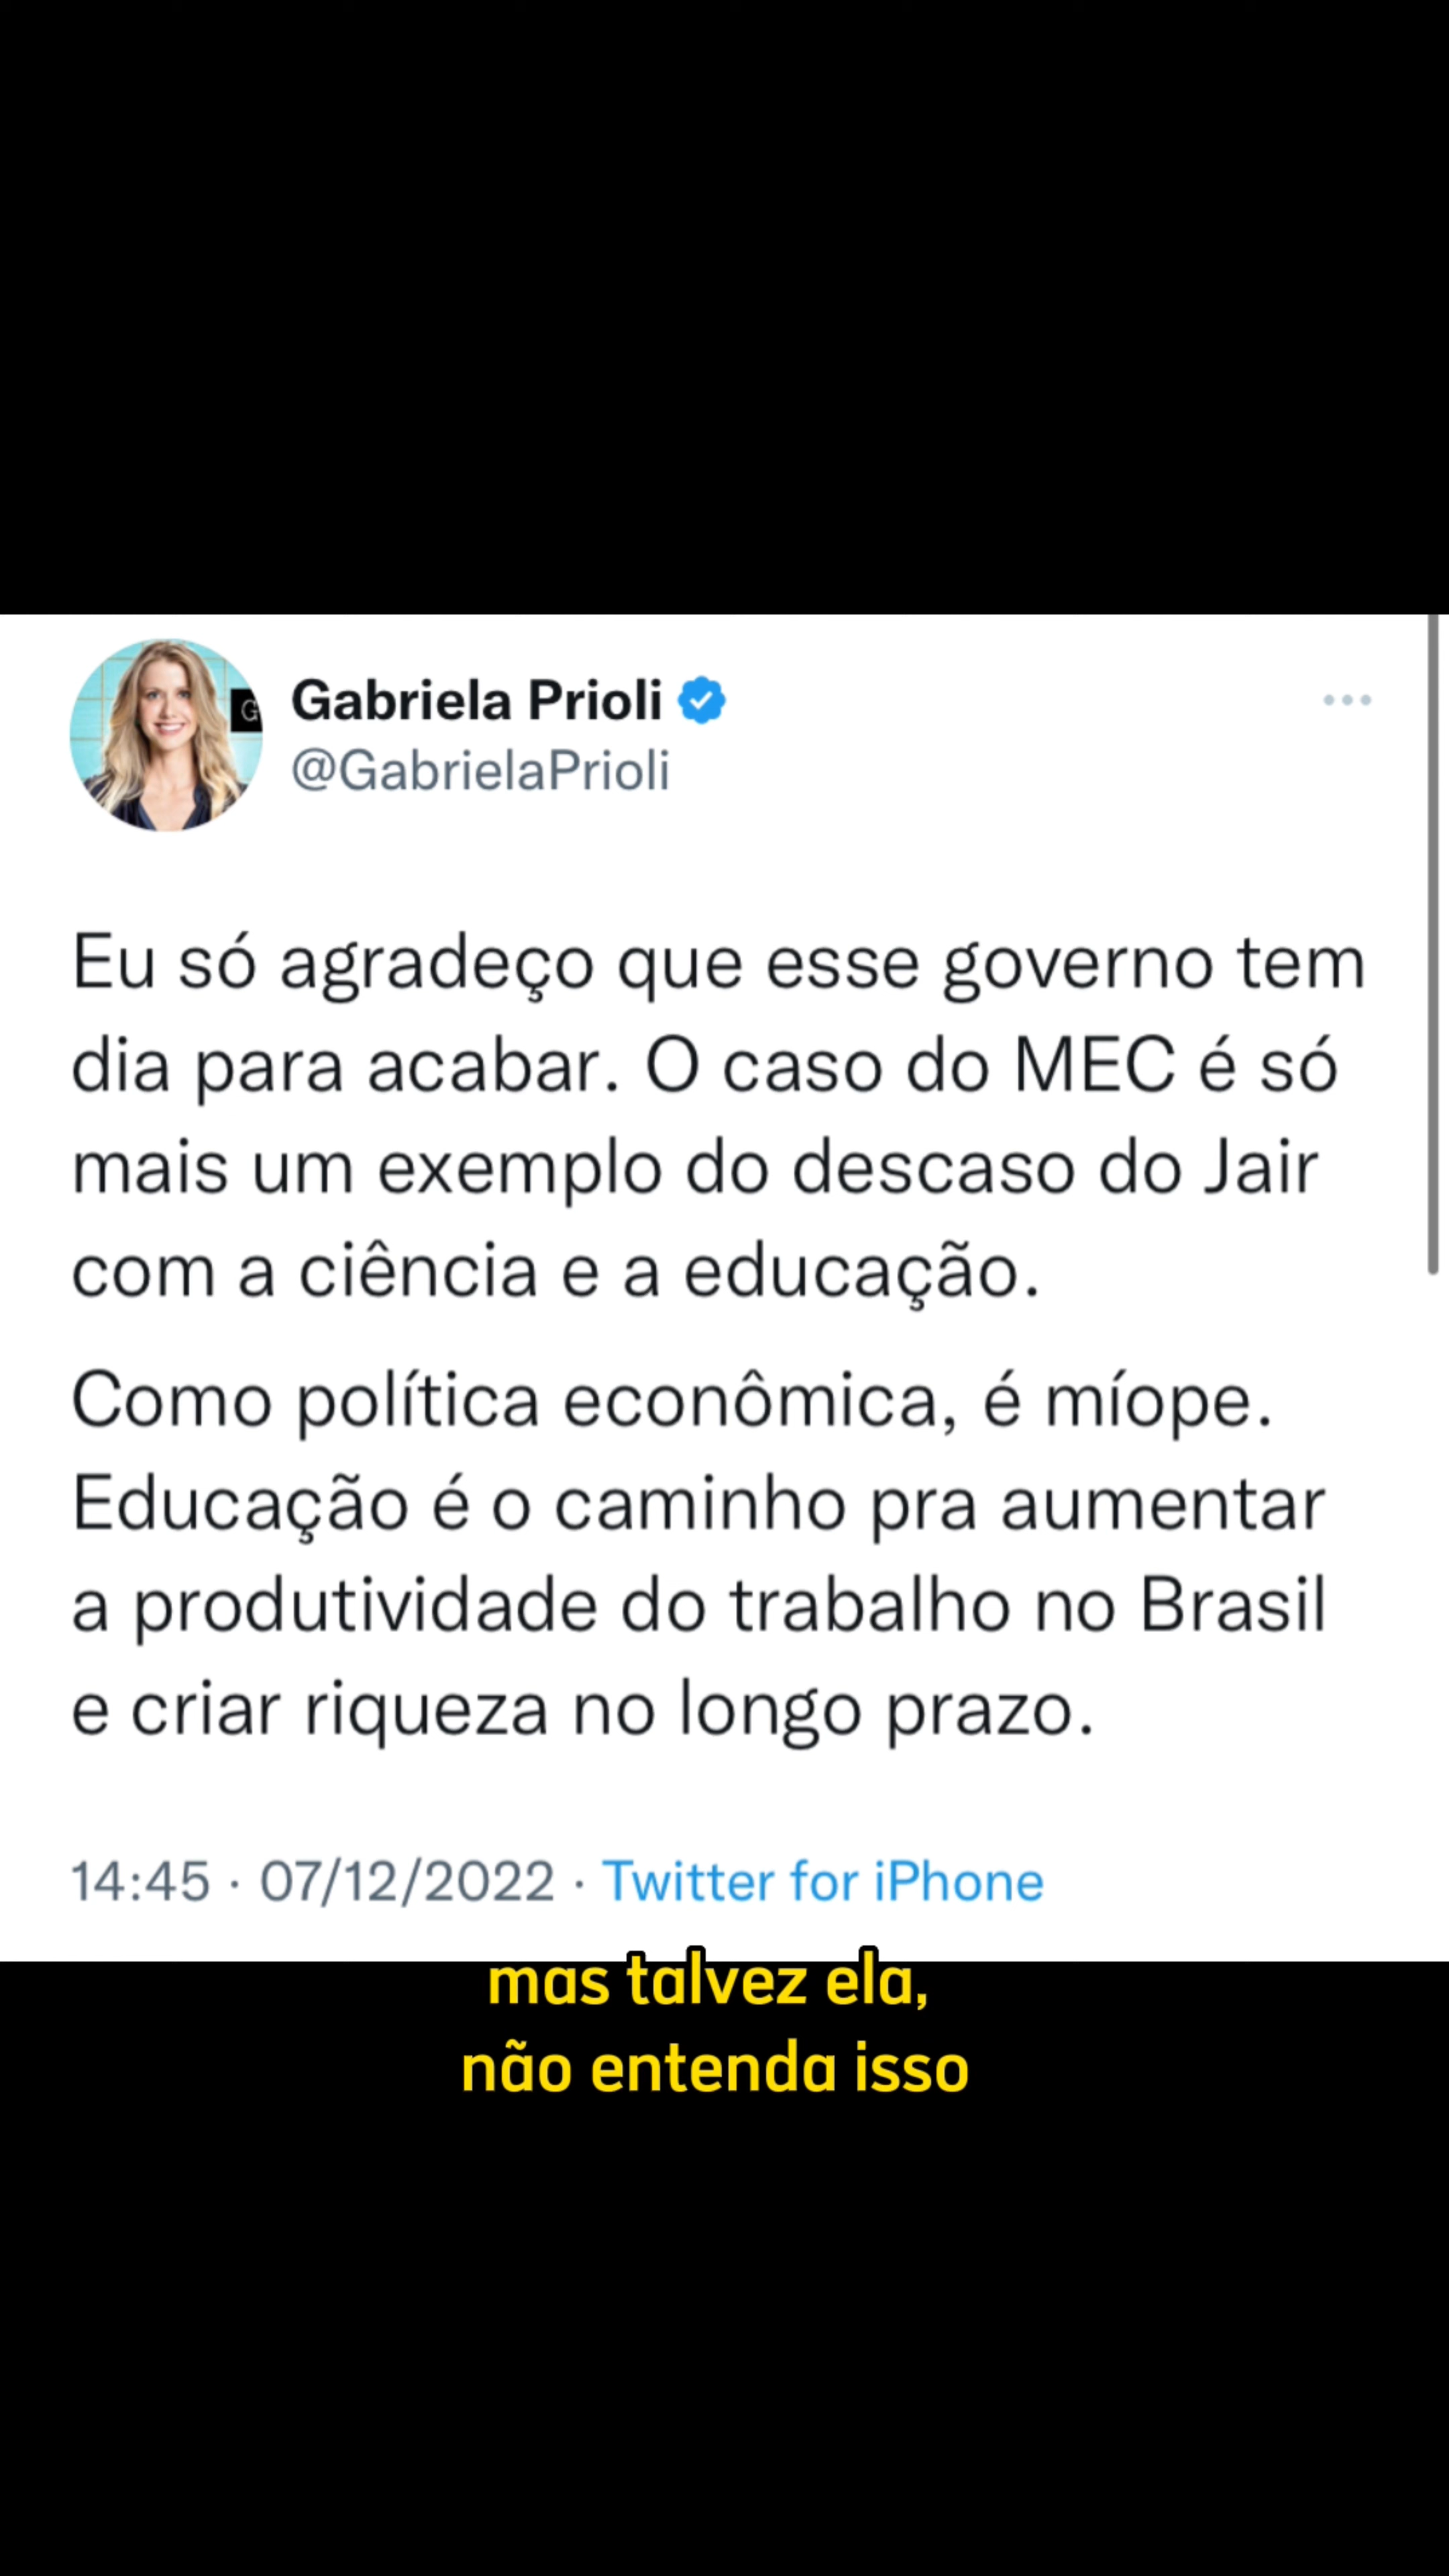 Gabriela Prioli
@GabrielaPrioli
Eu só agradeço que esse governo tem
dia para acabar. O caso do MEC é só
mais um exemplo do descaso do Jair
com a ciência e a educação.
Como política econômica, é míope.
Educação é o caminho pra aumentar
a produtividade do trabalho no Brasil
e criar riqueza no longo prazo.
14:45 · 07/12/2022 · Twitter for iPhone
mas talvez ela,
não entenda isso